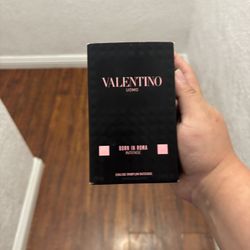 VALENTINO
UOMO
BORN IN ROMA
INTENSE